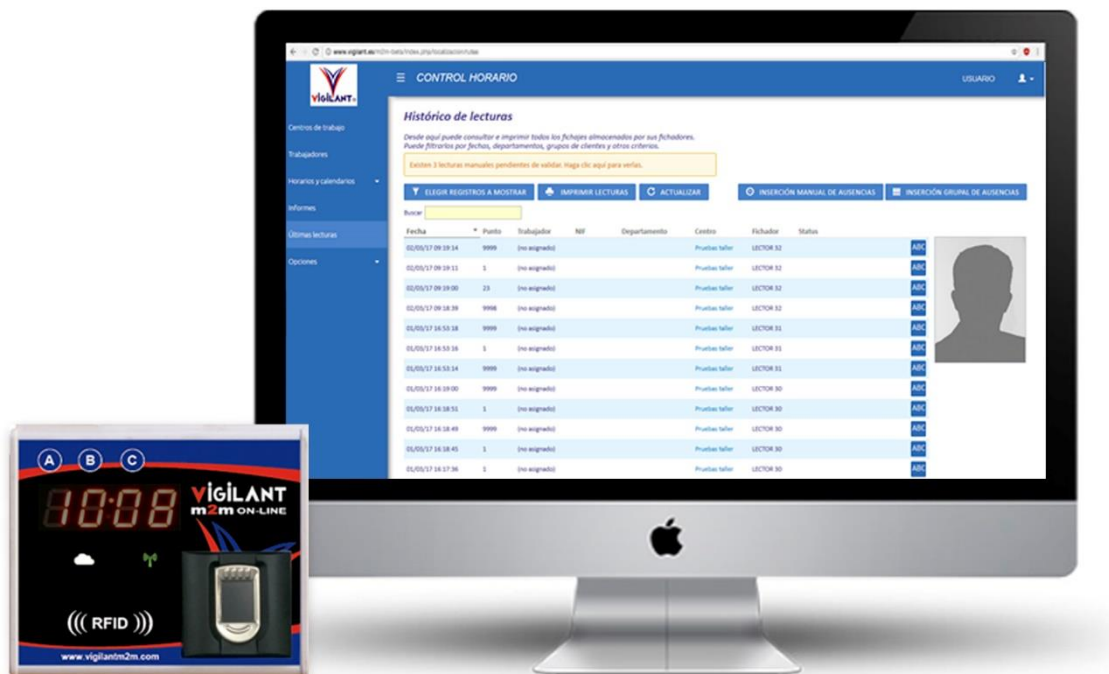 www.vigilant.es/m2m-beta/index.php/localizacion/rutas
VİGİLANT®
CONTROL HORARIO
USUARIO
Centros de trabajo
Trabajadores
Horarios y calendarios
Informes
Últimas lecturas
Opciones
Histórico de lecturas
Desde aquí puede consultar e imprimir todos los fichajes almacenados por sus fichadores.
Puede filtrarlos por fechas, departamentos, grupos de clientes y otros criterios.
Existen 3 lecturas manuales pendientes de validar. Haga clic aquí para verlas.
ELEGIR REGISTROS A MOSTRAR IMPRIMIR LECTURAS ACTUALIZAR INSERCIÓN MANUAL DE AUSENCIAS INSERCIÓN GRUPAL DE AUSENCIAS
Buscar
Fecha Punto Trabajador NIF Departamento Centro Fichador Status
02/03/17 09:19:14 9999 (no asignado) Pruebas taller LECTOR 32 ABC
02/03/17 09:19:11 1 (no asignado) Pruebas taller LECTOR 32 ABC
02/03/17 09:19:00 23 (no asignado) Pruebas taller LECTOR 32 ABC
02/03/17 09:18:39 9998 (no asignado) Pruebas taller LECTOR 32 ABC
01/03/17 16:53:18 9999 (no asignado) Pruebas taller LECTOR 31 ABC
01/03/17 16:53:16 1 (no asignado) Pruebas taller LECTOR 31 ABC
01/03/17 16:53:14 9999 (no asignado) Pruebas taller LECTOR 31 ABC
01/03/17 16:19:00 9999 (no asignado) Pruebas taller LECTOR 30 ABC
01/03/17 16:18:51 1 (no asignado) Pruebas taller LECTOR 30 ABC
01/03/17 16:18:49 9999 (no asignado) Pruebas taller LECTOR 30 ABC
01/03/17 16:18:45 1 (no asignado) Pruebas taller LECTOR 30 ABC
01/03/17 16:17:36 1 (no asignado) Pruebas taller LECTOR 30 ABC
A B C
10:08
VİGİLANT
m2m ON-LINE
((( RFID )))
www.vigilantm2m.com